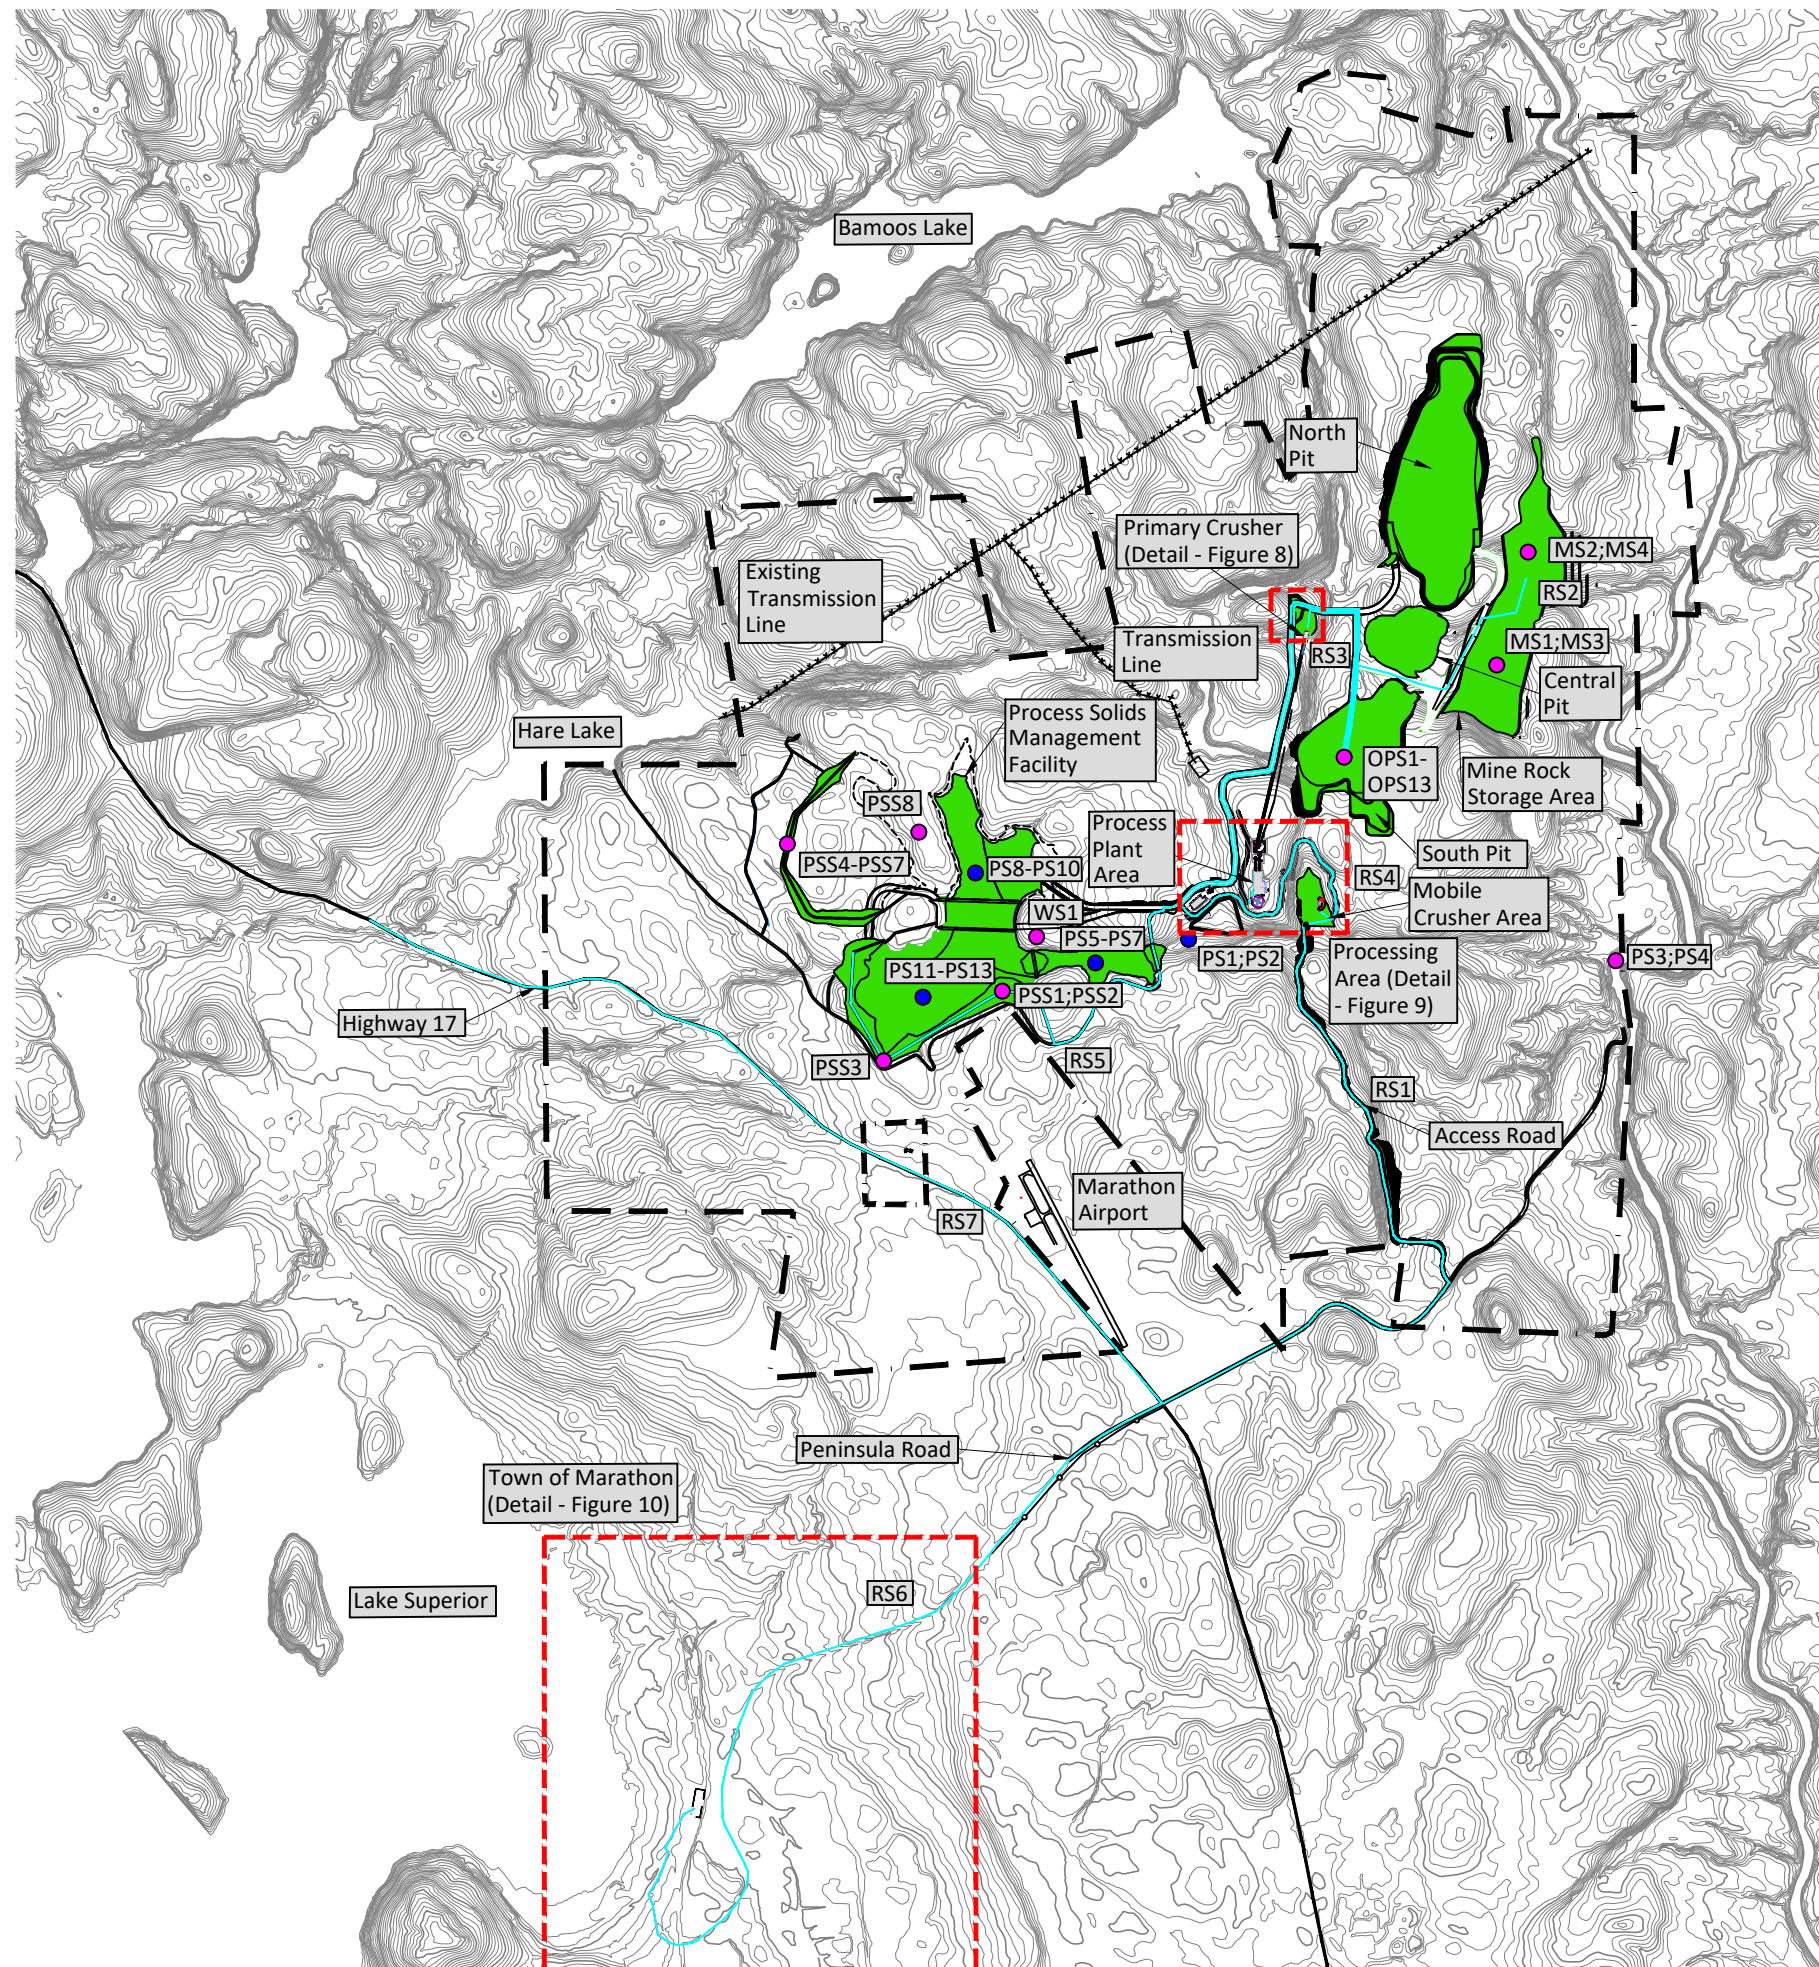 Bamoos Lake
North
Pit
Primary Crusher
(Detail - Figure 8)
MS2;MS4
Existing
Transmission
Line
RS2
Transmission
Line
RS3
MS1;MS3
Central
Pit
Hare Lake
Process Solids
Management
Facility
OPS1-
OPS13
Mine Rock
Storage Area
PSS8
Process
Plant
Area
South Pit
PSS4-PSS7
PS8-PS10
RS4
Mobile
Crusher Area
WS1
PS5-PS7
PS1;PS2
Processing
Area (Detail
- Figure 9)
PS3;PS4
PS11-PS13
PSS1;PSS2
Highway 17
PSS3
RS5
RS1
Access Road
Marathon
Airport
RS7
Peninsula Road
Town of Marathon
(Detail - Figure 10)
RS6
Lake Superior